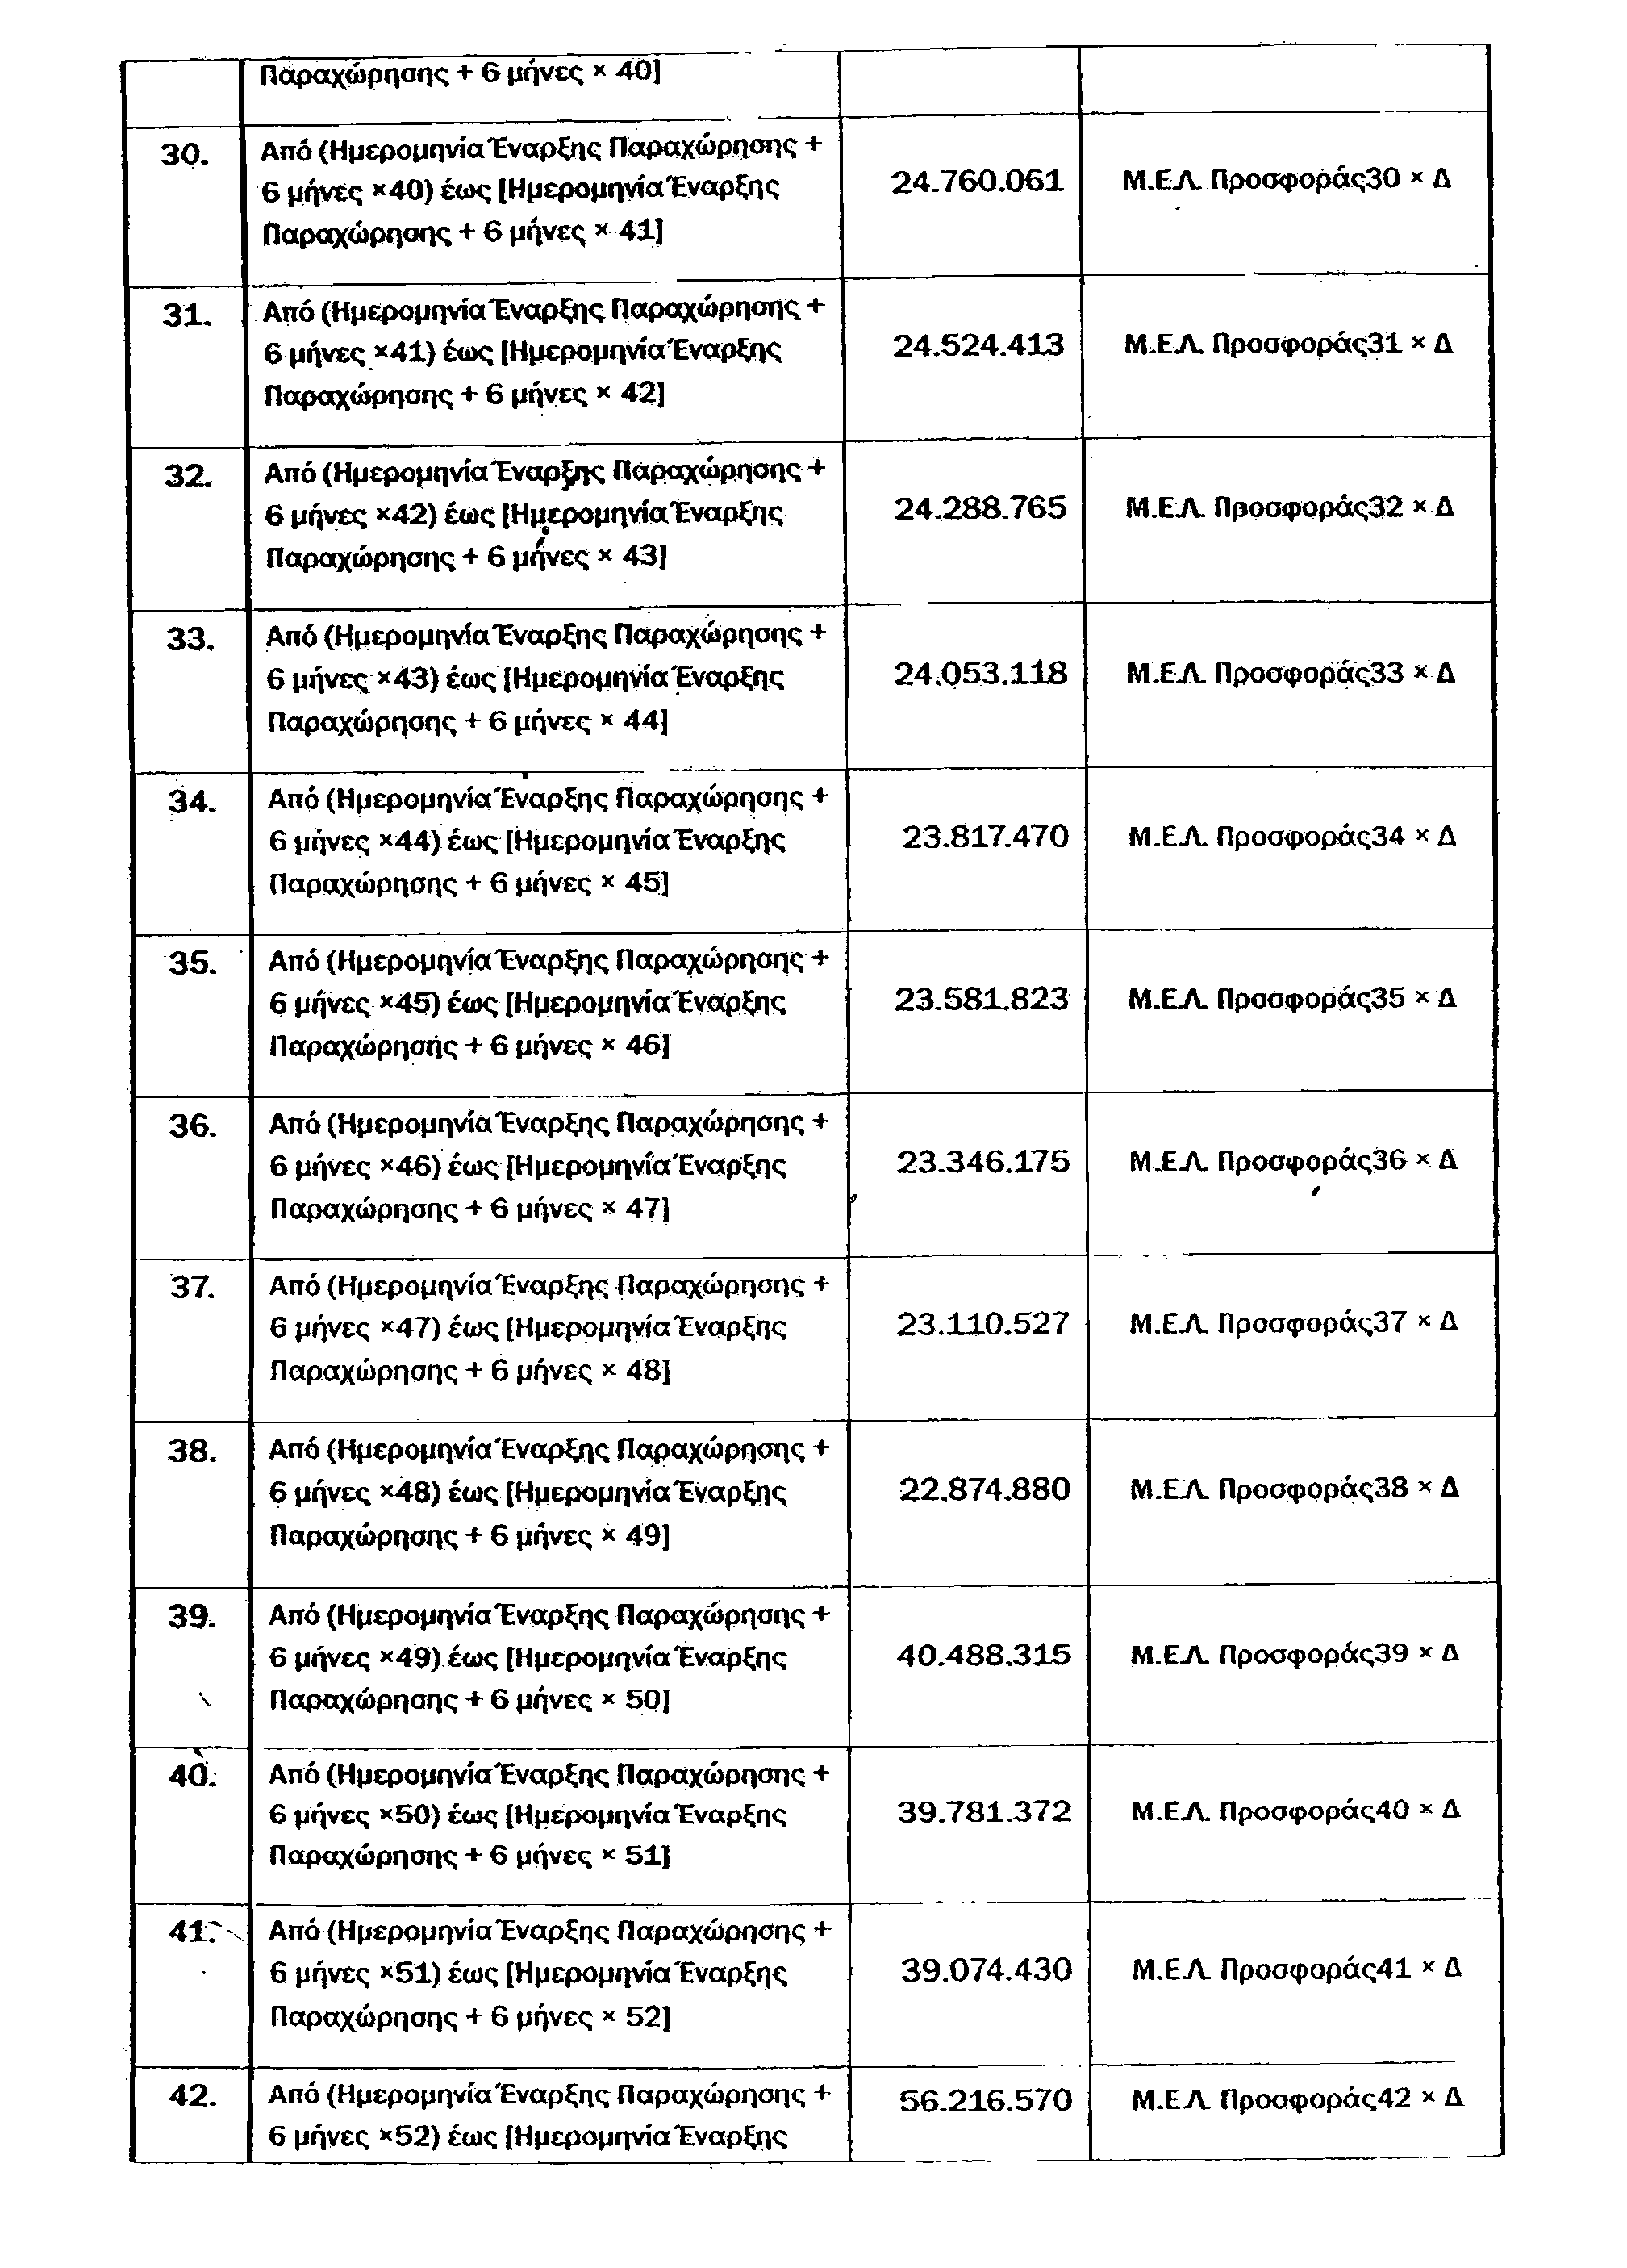 Παραχώρησης + 6 μήνες × 40]
30.
Από (Ημερομηνία Έναρξης Παραχώρησης +
6 μήνες ×40) έως [Ημερομηνία Έναρξης
Παραχώρησης + 6 μήνες × 41]
24.760.061
Μ.Ε.Λ. Προσφοράς30 × Δ
31.
Από (Ημερομηνία Έναρξης Παραχώρησης +
6 μήνες ×41) έως [Ημερομηνία Έναρξης
Παραχώρησης + 6 μήνες × 42]
24.524.413
Μ.Ε.Λ. Προσφοράς31 × Δ
32.
Από (Ημερομηνία Έναρξης Παραχώρησης +
6 μήνες ×42) έως [Ημερομηνία Έναρξης
Παραχώρησης + 6 μήνες × 43]
24.288.765
Μ.Ε.Λ. Προσφοράς32 × Δ
33.
Από (Ημερομηνία Έναρξης Παραχώρησης +
6 μήνες ×43) έως [Ημερομηνία Έναρξης
Παραχώρησης + 6 μήνες × 44]
24.053.118
Μ.Ε.Λ. Προσφοράς33 × Δ
34.
Από (Ημερομηνία Έναρξης Παραχώρησης +
6 μήνες ×44) έως [Ημερομηνία Έναρξης
Παραχώρησης + 6 μήνες × 45]
23.817.470
Μ.Ε.Λ. Προσφοράς34 × Δ
35.
Από (Ημερομηνία Έναρξης Παραχώρησης +
6 μήνες ×45) έως [Ημερομηνία Έναρξης
Παραχώρησης + 6 μήνες × 46]
23.581.823
Μ.Ε.Λ. Προσφοράς35 × Δ
36.
Από (Ημερομηνία Έναρξης Παραχώρησης +
6 μήνες ×46) έως [Ημερομηνία Έναρξης
Παραχώρησης + 6 μήνες × 47]
23.346.175
Μ.Ε.Λ. Προσφοράς36 × Δ
37.
Από (Ημερομηνία Έναρξης Παραχώρησης +
6 μήνες ×47) έως [Ημερομηνία Έναρξης
Παραχώρησης + 6 μήνες × 48]
23.110.527
Μ.Ε.Λ. Προσφοράς37 × Δ
38.
Από (Ημερομηνία Έναρξης Παραχώρησης +
6 μήνες ×48) έως [Ημερομηνία Έναρξης
Παραχώρησης + 6 μήνες × 49]
22.874.880
Μ.Ε.Λ. Προσφοράς38 × Δ
39.
Από (Ημερομηνία Έναρξης Παραχώρησης +
6 μήνες ×49) έως [Ημερομηνία Έναρξης
Παραχώρησης + 6 μήνες × 50]
40.488.315
Μ.Ε.Λ. Προσφοράς39 × Δ
40.
Από (Ημερομηνία Έναρξης Παραχώρησης +
6 μήνες ×50) έως [Ημερομηνία Έναρξης
Παραχώρησης + 6 μήνες × 51]
39.781.372
Μ.Ε.Λ. Προσφοράς40 × Δ
41.
Από (Ημερομηνία Έναρξης Παραχώρησης +
6 μήνες ×51) έως [Ημερομηνία Έναρξης
Παραχώρησης + 6 μήνες × 52]
39.074.430
Μ.Ε.Λ. Προσφοράς41 × Δ
42.
Από (Ημερομηνία Έναρξης Παραχώρησης +
6 μήνες ×52) έως [Ημερομηνία Έναρξης
56.216.570
Μ.Ε.Λ. Προσφοράς42 × Δ